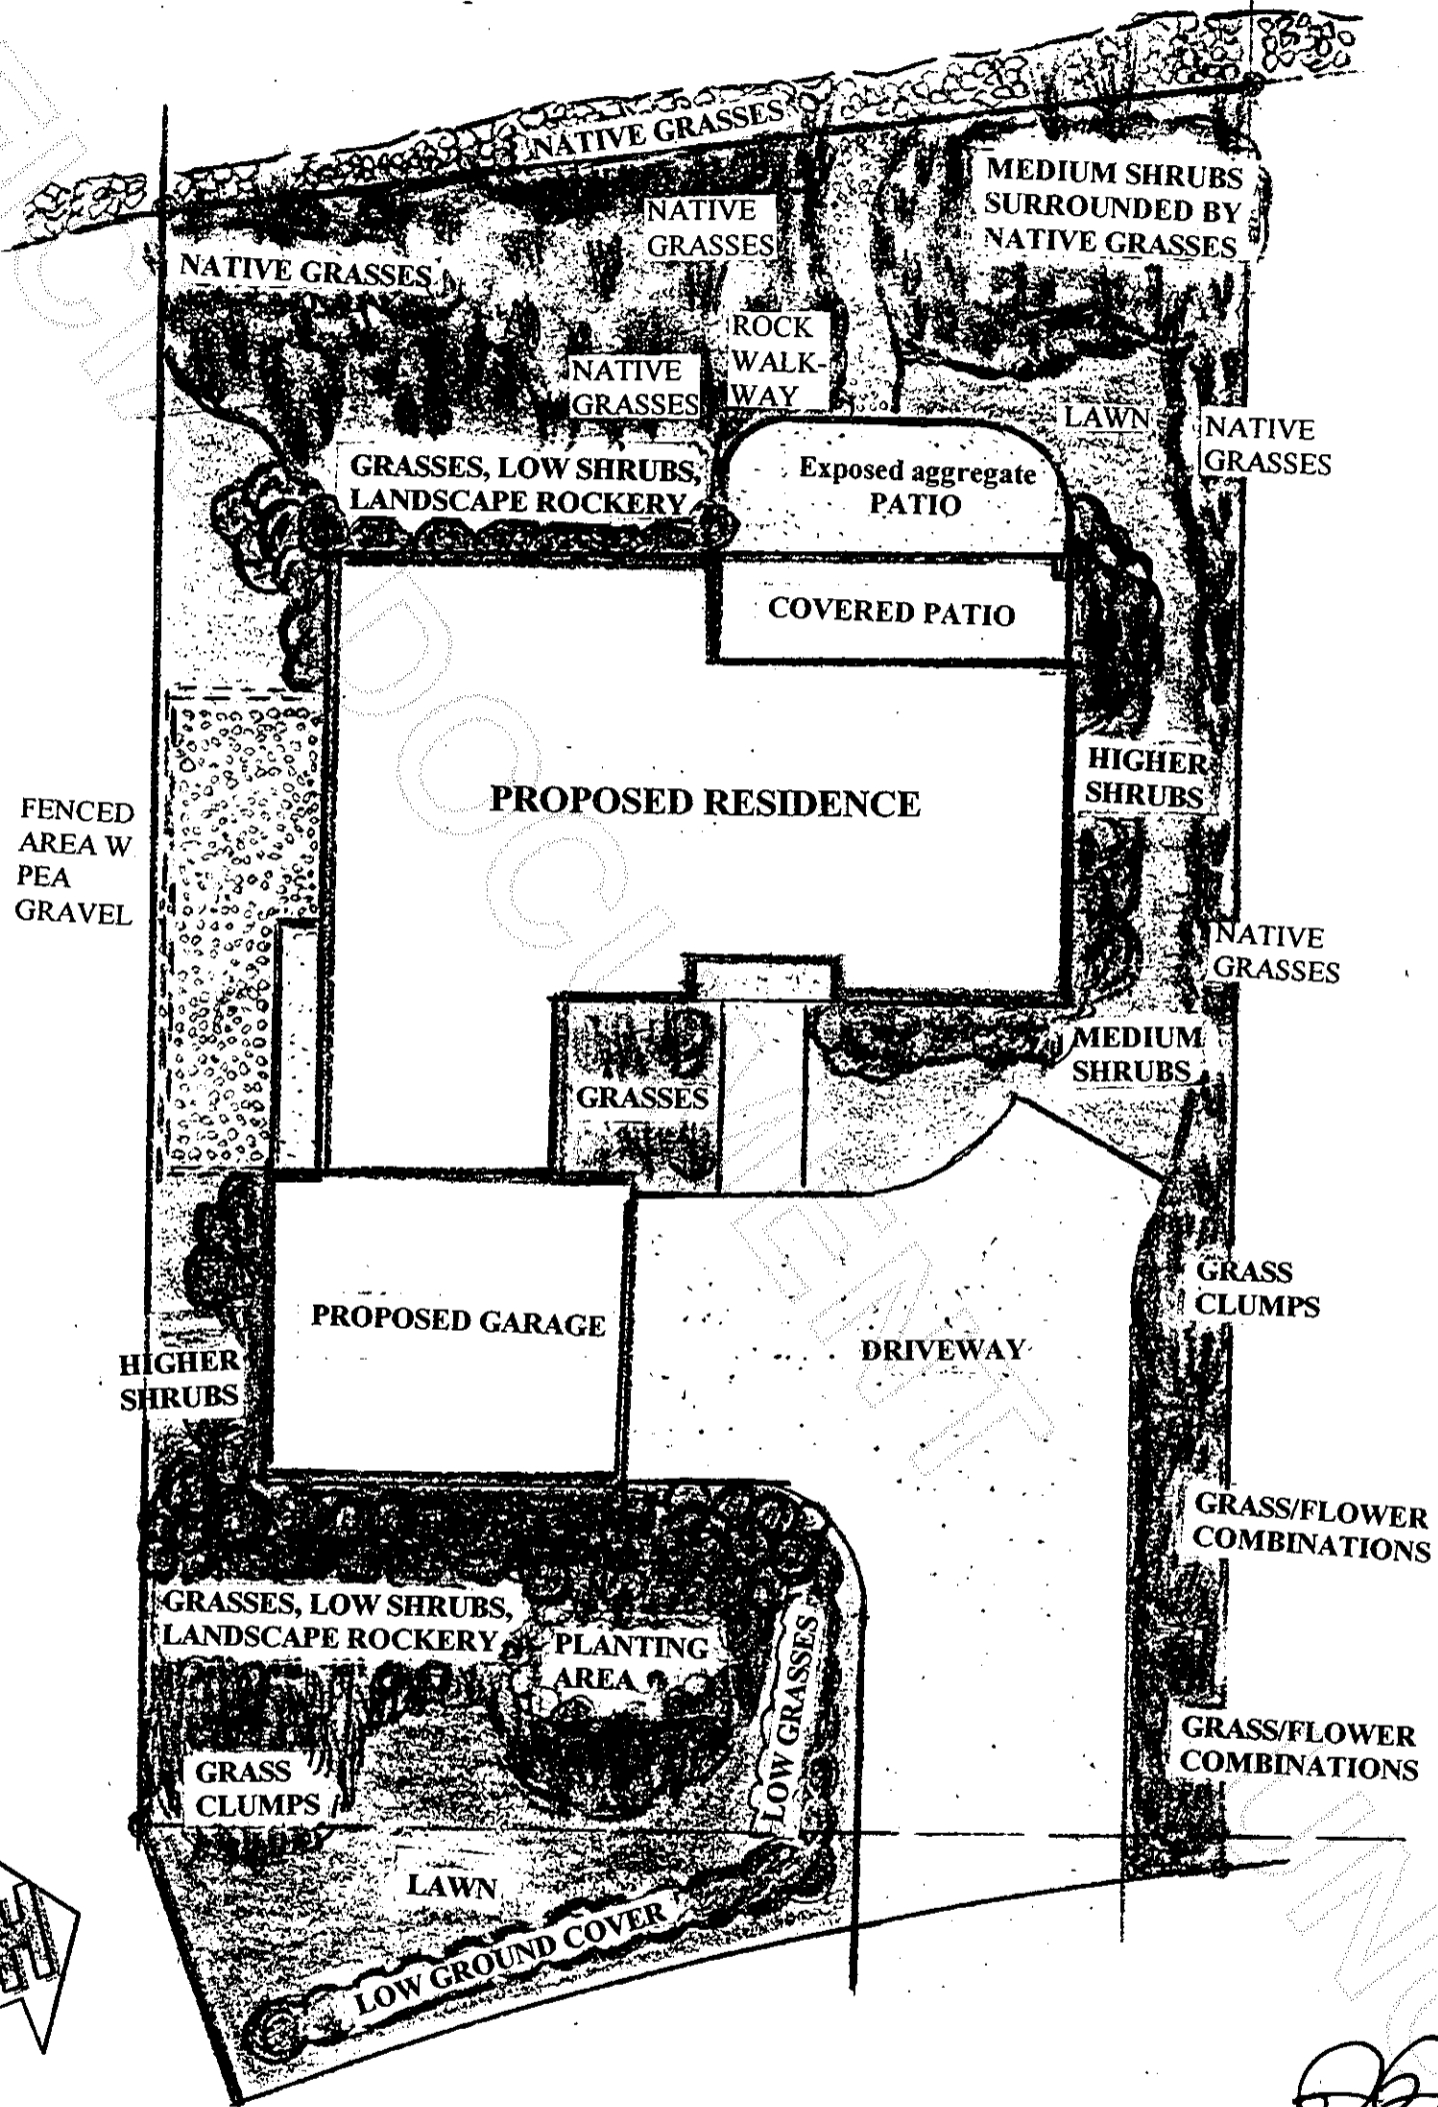 NATIVE GRASSES
MEDIUM SHRUBS
SURROUNDED BY
NATIVE GRASSES
NATIVE
GRASSES
NATIVE GRASSES
ROCK
WALK-
WAY
NATIVE
GRASSES
LAWN
NATIVE
GRASSES
GRASSES, LOW SHRUBS,
LANDSCAPE ROCKERY
Exposed aggregate
PATIO
COVERED PATIO
HIGHER
SHRUBS
PROPOSED RESIDENCE
FENCED
AREA W
PEA
GRAVEL
NATIVE
GRASSES
MEDIUM
SHRUBS
GRASSES
GRASS
CLUMPS
PROPOSED GARAGE
DRIVEWAY
HIGHER
SHRUBS
GRASS/FLOWER
COMBINATIONS
GRASSES, LOW SHRUBS,
LANDSCAPE ROCKERY
PLANTING
AREA
LOW GRASSES
GRASS/FLOWER
COMBINATIONS
GRASS
CLUMPS
LAWN
LOW GROUND COVER